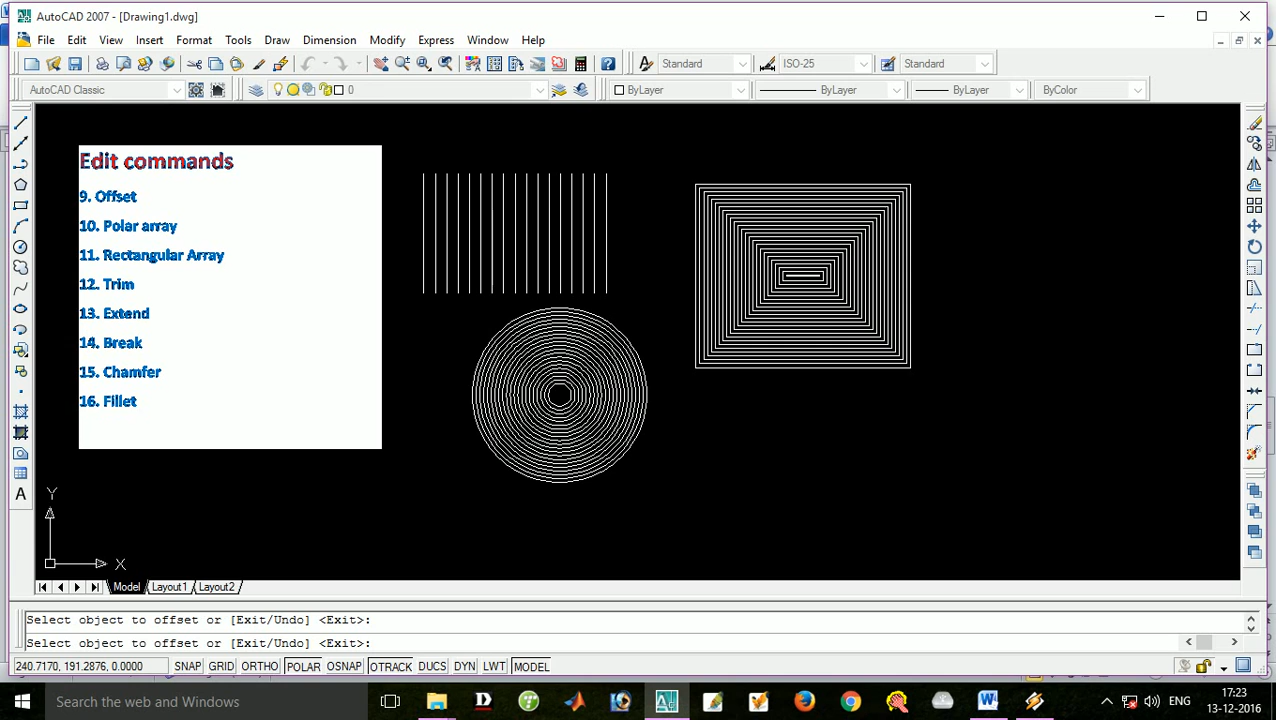 AutoCAD 2007 - [Drawing1.dwg]
File Edit View Insert Format Tools Draw Dimension Modify Express Window Help
Standard ISO-25 Standard
AutoCAD Classic 0 ByLayer ByLayer ByLayer ByColor
Edit commands
9. Offset
10. Polar array
11. Rectangular Array
12. Trim
13. Extend
14. Break
15. Chamfer
16. Fillet
A
Y
X
Model Layout1 Layout2
Select object to offset or [Exit/Undo] <Exit>:
Select object to offset or [Exit/Undo] <Exit>:
240.7170, 191.2876, 0.0000 SNAP GRID ORTHO POLAR OSNAP OTRACK DUCS DYN LWT MODEL
Search the web and Windows
ENG
17:23
13-12-2016